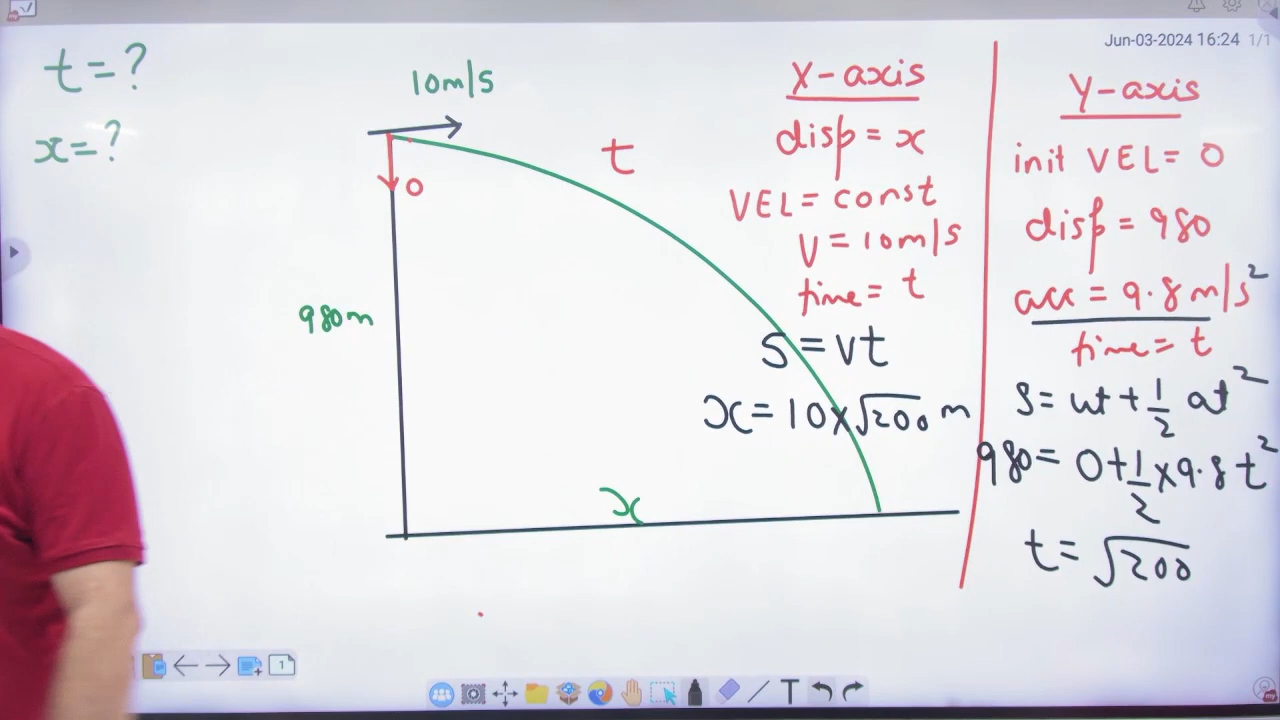 Jun-03-2024 16:24 1/1
t = ?
x = ?
10m/s
0
t
980m
x
X-axis
disp = x
VEL = const
V = 10m/s
time = t
S = vt
x = 10 × √200 m
Y-axis
init VEL = 0
disp = 980
acc = 9.8 m/s²
time = t
S = ut + 1/2 at²
980 = 0 + 1/2 × 9.8 t²
t = √200
1
T